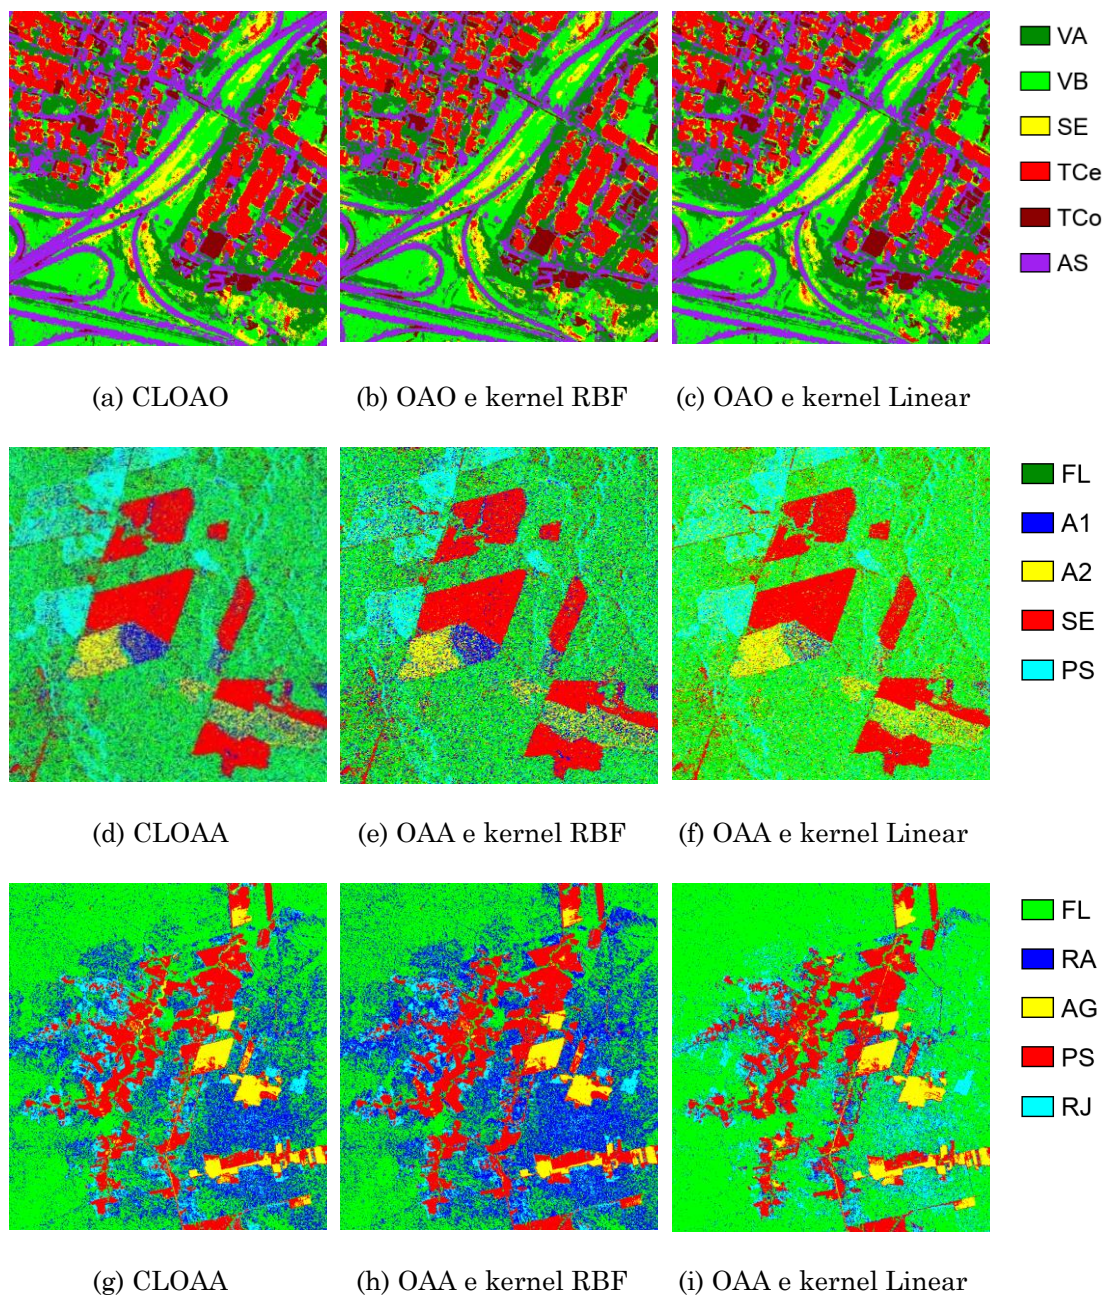 VA
VB
SE
TCe
TCo
AS
(a) CLOAO
(b) OAO e kernel RBF
(c) OAO e kernel Linear
FL
A1
A2
SE
PS
(d) CLOAA
(e) OAA e kernel RBF
(f) OAA e kernel Linear
FL
RA
AG
PS
RJ
(g) CLOAA
(h) OAA e kernel RBF
(i) OAA e kernel Linear